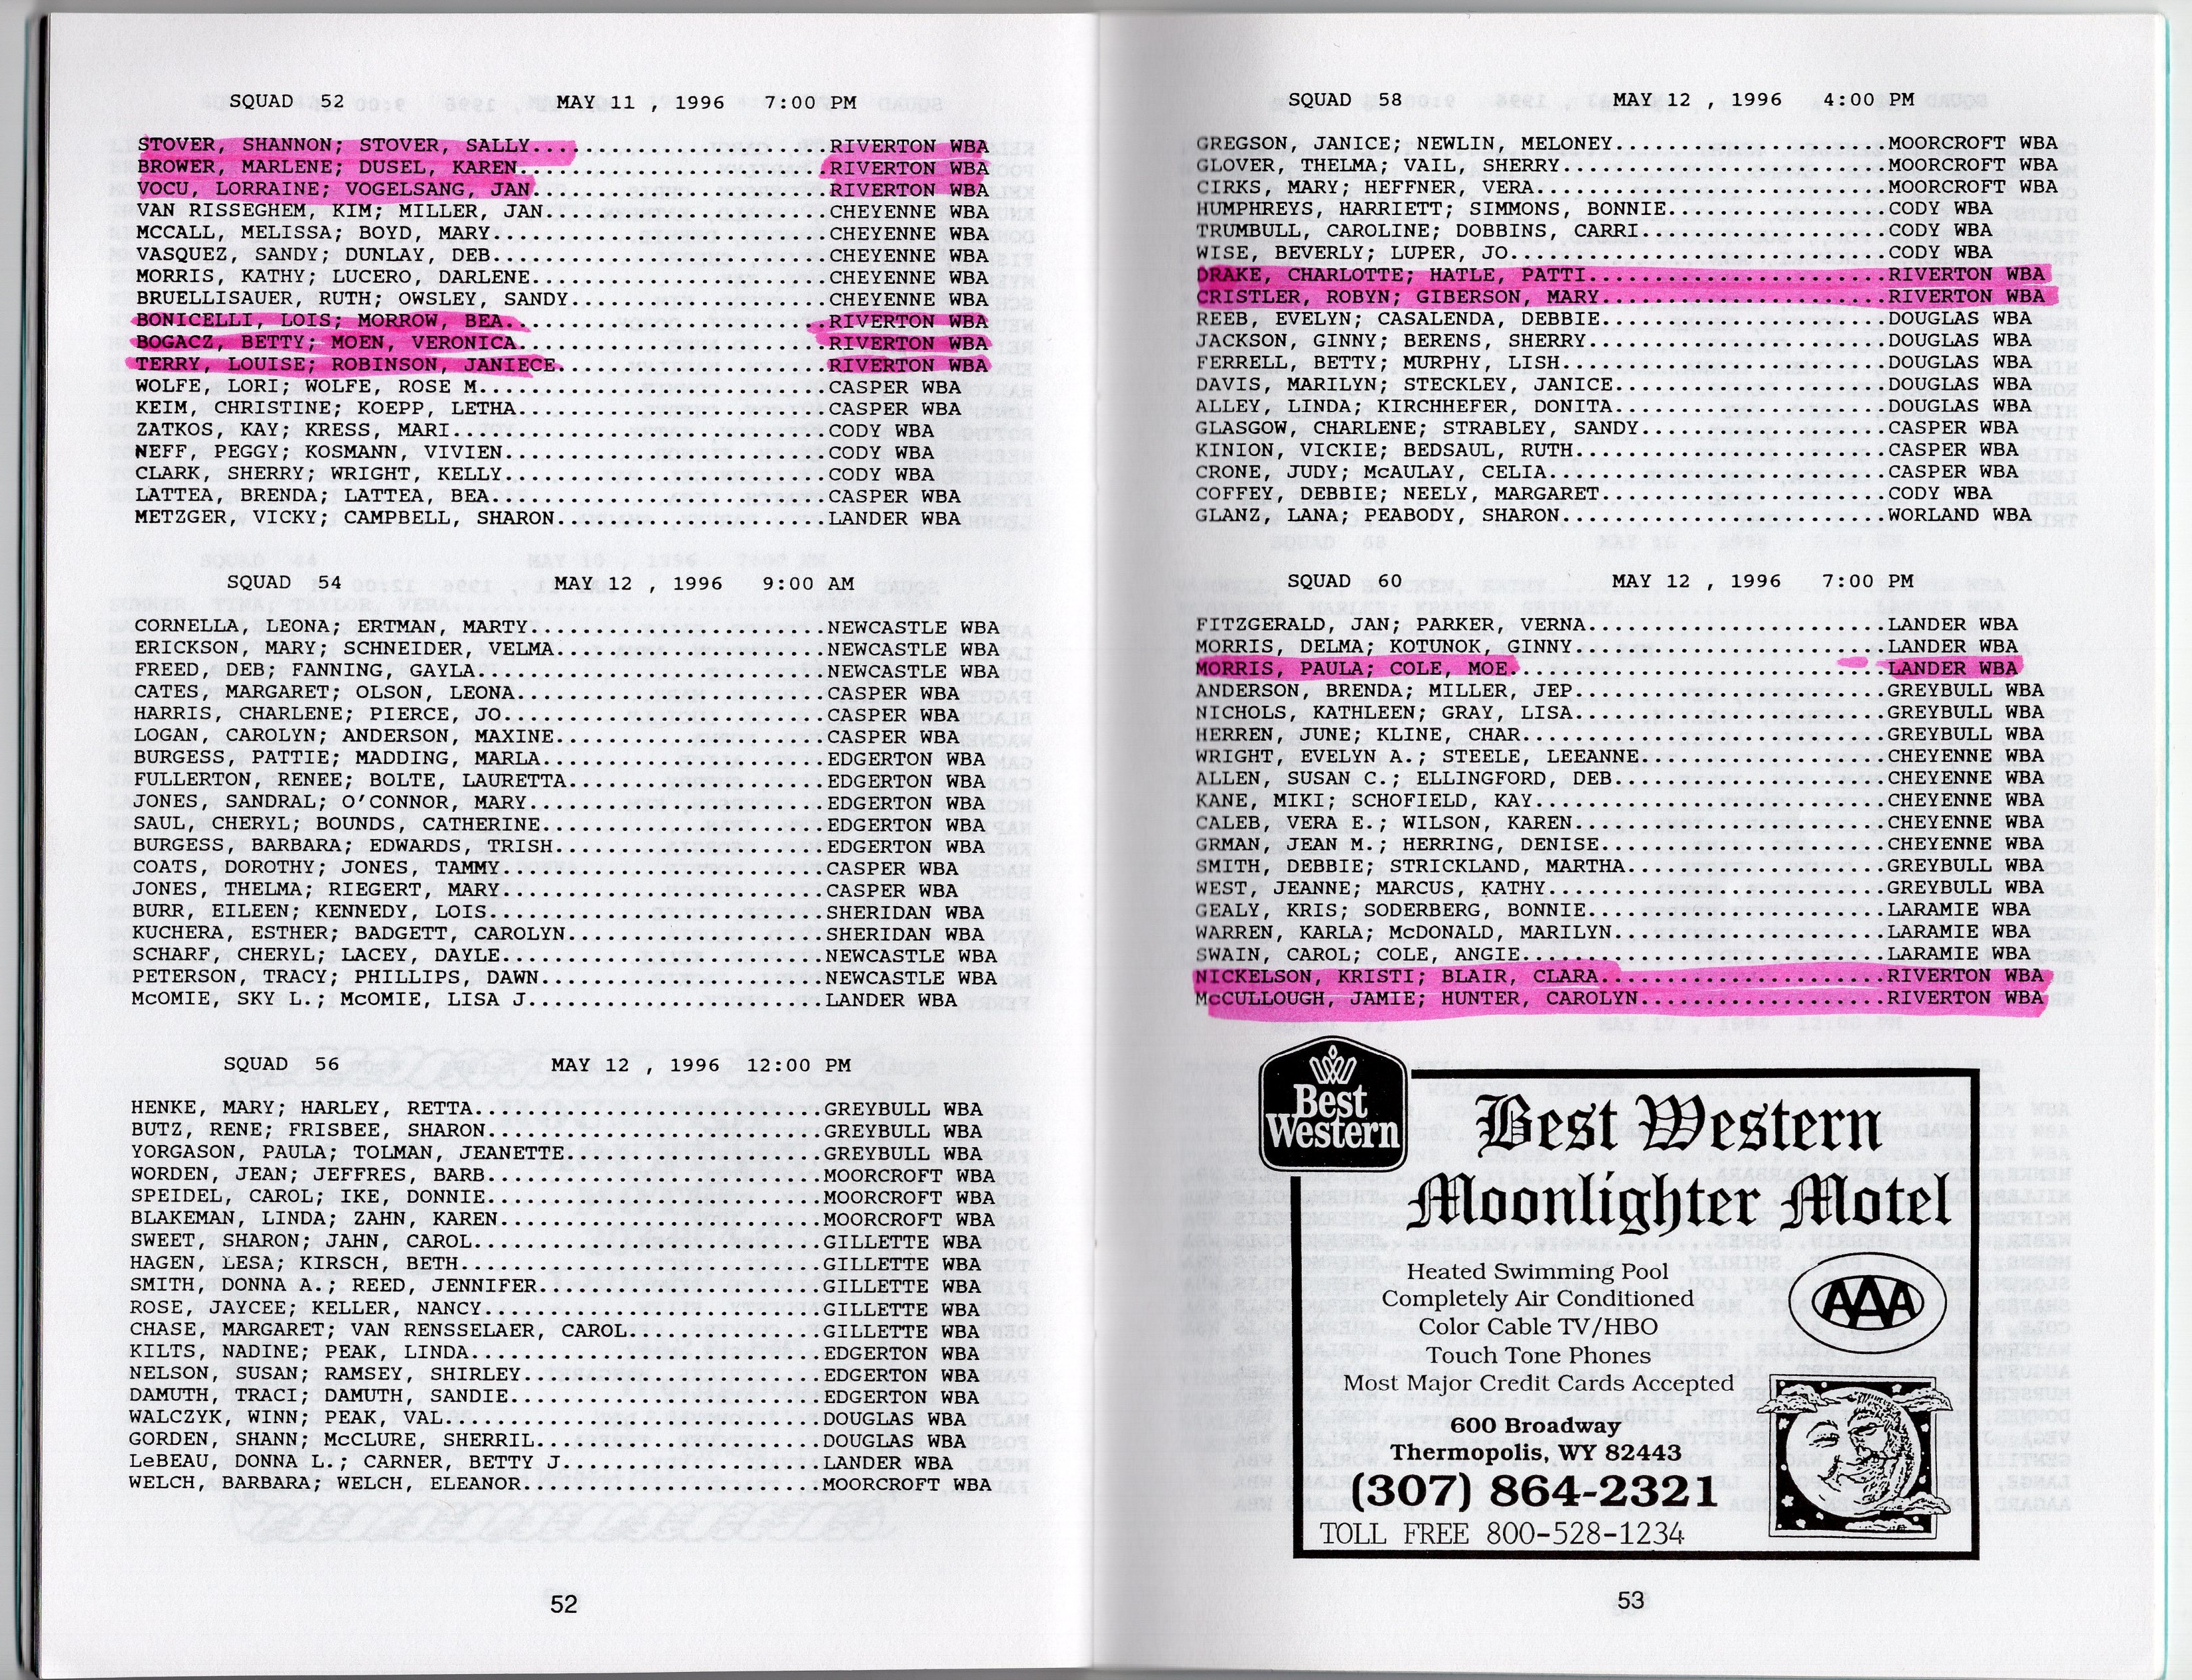 SQUAD 52 MAY 11 , 1996 7:00 PM
STOVER, SHANNON; STOVER, SALLY......................RIVERTON WBA
BROWER, MARLENE; DUSEL, KAREN.......................RIVERTON WBA
VOCU, LORRAINE; VOGELSANG, JAN......................RIVERTON WBA
VAN RISSEGHEM, KIM; MILLER, JAN.....................CHEYENNE WBA
MCCALL, MELISSA; BOYD, MARY.........................CHEYENNE WBA
VASQUEZ, SANDY; DUNLAY, DEB.........................CHEYENNE WBA
MORRIS, KATHY; LUCERO, DARLENE......................CHEYENNE WBA
BRUELLISAUER, RUTH; OWSLEY, SANDY...................CHEYENNE WBA
BONICELLI, LOIS; MORROW, BEA........................RIVERTON WBA
BOGACZ, BETTY; MOEN, VERONICA.......................RIVERTON WBA
TERRY, LOUISE; ROBINSON, JANIECE....................RIVERTON WBA
WOLFE, LORI; WOLFE, ROSE M..........................CASPER WBA
KEIM, CHRISTINE; KOEPP, LETHA.......................CASPER WBA
ZATKOS, KAY; KRESS, MARI............................CODY WBA
NEFF, PEGGY; KOSMANN, VIVIEN........................CODY WBA
CLARK, SHERRY; WRIGHT, KELLY........................CODY WBA
LATTEA, BRENDA; LATTEA, BEA.........................CASPER WBA
METZGER, VICKY; CAMPBELL, SHARON....................LANDER WBA
SQUAD 54 MAY 12 , 1996 9:00 AM
CORNELLA, LEONA; ERTMAN, MARTY......................NEWCASTLE WBA
ERICKSON, MARY; SCHNEIDER, VELMA....................NEWCASTLE WBA
FREED, DEB; FANNING, GAYLA..........................NEWCASTLE WBA
CATES, MARGARET; OLSON, LEONA.......................CASPER WBA
HARRIS, CHARLENE; PIERCE, JO........................CASPER WBA
LOGAN, CAROLYN; ANDERSON, MAXINE....................CASPER WBA
BURGESS, PATTIE; MADDING, MARLA.....................EDGERTON WBA
FULLERTON, RENEE; BOLTE, LAURETTA...................EDGERTON WBA
JONES, SANDRAL; O'CONNOR, MARY......................EDGERTON WBA
SAUL, CHERYL; BOUNDS, CATHERINE.....................EDGERTON WBA
BURGESS, BARBARA; EDWARDS, TRISH....................EDGERTON WBA
COATS, DOROTHY; JONES, TAMMY........................CASPER WBA
JONES, THELMA; RIEGERT, MARY........................CASPER WBA
BURR, EILEEN; KENNEDY, LOIS.........................SHERIDAN WBA
KUCHERA, ESTHER; BADGETT, CAROLYN...................SHERIDAN WBA
SCHARF, CHERYL; LACEY, DAYLE........................NEWCASTLE WBA
PETERSON, TRACY; PHILLIPS, DAWN.....................NEWCASTLE WBA
McOMIE, SKY L.; McOMIE, LISA J......................LANDER WBA
SQUAD 56 MAY 12 , 1996 12:00 PM
HENKE, MARY; HARLEY, RETTA..........................GREYBULL WBA
BUTZ, RENE; FRISBEE, SHARON.........................GREYBULL WBA
YORGASON, PAULA; TOLMAN, JEANETTE...................GREYBULL WBA
WORDEN, JEAN; JEFFRES, BARB.........................MOORCROFT WBA
SPEIDEL, CAROL; IKE, DONNIE.........................MOORCROFT WBA
BLAKEMAN, LINDA; ZAHN, KAREN........................MOORCROFT WBA
SWEET, SHARON; JAHN, CAROL..........................GILLETTE WBA
HAGEN, LESA; KIRSCH, BETH...........................GILLETTE WBA
SMITH, DONNA A.; REED, JENNIFER.....................GILLETTE WBA
ROSE, JAYCEE; KELLER, NANCY.........................GILLETTE WBA
CHASE, MARGARET; VAN RENSSELAER, CAROL..............GILLETTE WBA
KILTS, NADINE; PEAK, LINDA..........................EDGERTON WBA
NELSON, SUSAN; RAMSEY, SHIRLEY......................EDGERTON WBA
DAMUTH, TRACI; DAMUTH, SANDIE.......................EDGERTON WBA
WALCZYK, WINN; PEAK, VAL............................DOUGLAS WBA
GORDEN, SHANN; McCLURE, SHERRIL.....................DOUGLAS WBA
LeBEAU, DONNA L.; CARNER, BETTY J...................LANDER WBA
WELCH, BARBARA; WELCH, ELEANOR......................MOORCROFT WBA
52
SQUAD 58 MAY 12 , 1996 4:00 PM
GREGSON, JANICE; NEWLIN, MELONEY....................MOORCROFT WBA
GLOVER, THELMA; VAIL, SHERRY........................MOORCROFT WBA
CIRKS, MARY; HEFFNER, VERA..........................MOORCROFT WBA
HUMPHREYS, HARRIETT; SIMMONS, BONNIE................CODY WBA
TRUMBULL, CAROLINE; DOBBINS, CARRI..................CODY WBA
WISE, BEVERLY; LUPER, JO............................CODY WBA
DRAKE, CHARLOTTE; HATLE, PATTI......................RIVERTON WBA
CRISTLER, ROBYN; GIBERSON, MARY.....................RIVERTON WBA
REEB, EVELYN; CASALENDA, DEBBIE.....................DOUGLAS WBA
JACKSON, GINNY; BERENS, SHERRY......................DOUGLAS WBA
FERRELL, BETTY; MURPHY, LISH........................DOUGLAS WBA
DAVIS, MARILYN; STECKLEY, JANICE....................DOUGLAS WBA
ALLEY, LINDA; KIRCHHEFER, DONITA....................DOUGLAS WBA
GLASGOW, CHARLENE; STRABLEY, SANDY..................CASPER WBA
KINION, VICKIE; BEDSAUL, RUTH.......................CASPER WBA
CRONE, JUDY; McAULAY, CELIA.........................CASPER WBA
COFFEY, DEBBIE; NEELY, MARGARET.....................CODY WBA
GLANZ, LANA; PEABODY, SHARON........................WORLAND WBA
SQUAD 60 MAY 12 , 1996 7:00 PM
FITZGERALD, JAN; PARKER, VERNA......................LANDER WBA
MORRIS, DELMA; KOTUNOK, GINNY.......................LANDER WBA
MORRIS, PAULA; COLE, MOE............................LANDER WBA
ANDERSON, BRENDA; MILLER, JEP.......................GREYBULL WBA
NICHOLS, KATHLEEN; GRAY, LISA.......................GREYBULL WBA
HERREN, JUNE; KLINE, CHAR...........................GREYBULL WBA
WRIGHT, EVELYN A.; STEELE, LEEANNE..................CHEYENNE WBA
ALLEN, SUSAN C.; ELLINGFORD, DEB....................CHEYENNE WBA
KANE, MIKI; SCHOFIELD, KAY..........................CHEYENNE WBA
CALEB, VERA E.; WILSON, KAREN.......................CHEYENNE WBA
GRMAN, JEAN M.; HERRING, DENISE.....................CHEYENNE WBA
SMITH, DEBBIE; STRICKLAND, MARTHA...................GREYBULL WBA
WEST, JEANNE; MARCUS, KATHY.........................GREYBULL WBA
GEALY, KRIS; SODERBERG, BONNIE......................LARAMIE WBA
WARREN, KARLA; McDONALD, MARILYN....................LARAMIE WBA
SWAIN, CAROL; COLE, ANGIE...........................LARAMIE WBA
NICKELSON, KRISTI; BLAIR, CLARA.....................RIVERTON WBA
McCULLOUGH, JAMIE; HUNTER, CAROLYN..................RIVERTON WBA
Best
Western
Best Western
Moonlighter Motel
Heated Swimming Pool
Completely Air Conditioned
Color Cable TV/HBO
Touch Tone Phones
Most Major Credit Cards Accepted
AAA
600 Broadway
Thermopolis, WY 82443
(307) 864-2321
TOLL FREE 800-528-1234
53